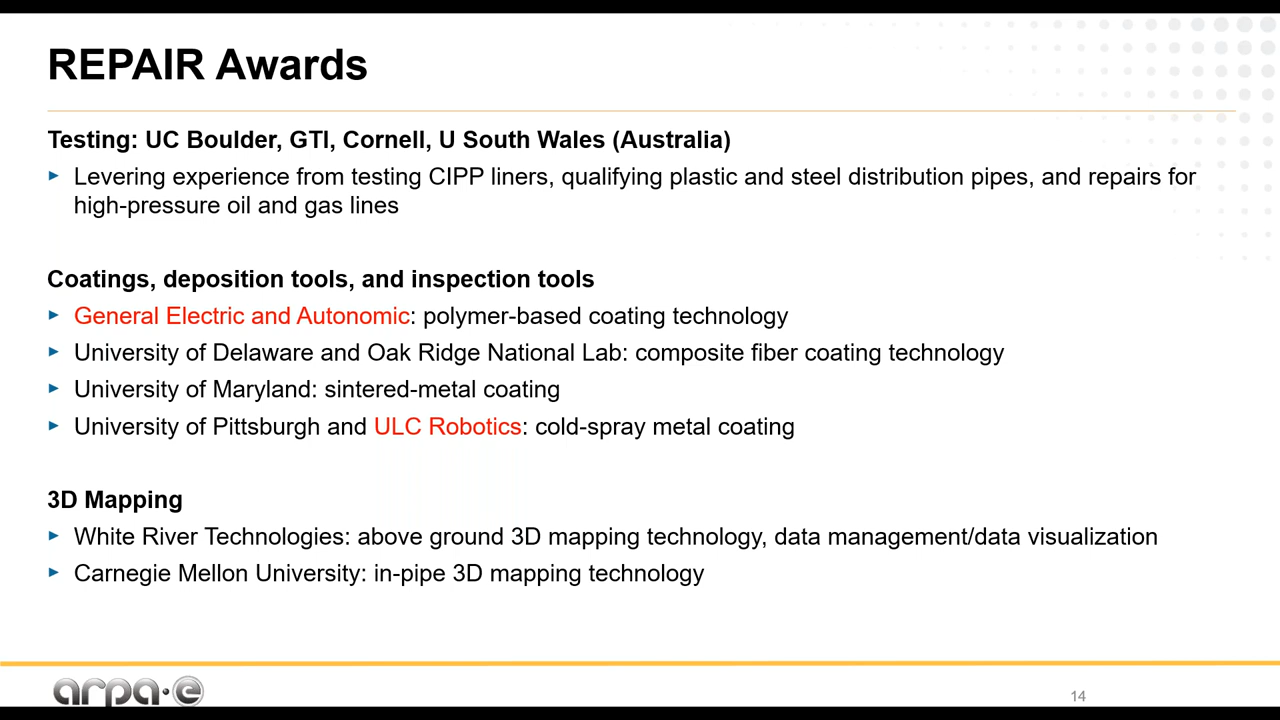 REPAIR Awards
Testing: UC Boulder, GTI, Cornell, U South Wales (Australia)
Levering experience from testing CIPP liners, qualifying plastic and steel distribution pipes, and repairs for
high-pressure oil and gas lines
Coatings, deposition tools, and inspection tools
General Electric and Autonomic: polymer-based coating technology
University of Delaware and Oak Ridge National Lab: composite fiber coating technology
University of Maryland: sintered-metal coating
University of Pittsburgh and ULC Robotics: cold-spray metal coating
3D Mapping
White River Technologies: above ground 3D mapping technology, data management/data visualization
Carnegie Mellon University: in-pipe 3D mapping technology
arpa·e
14